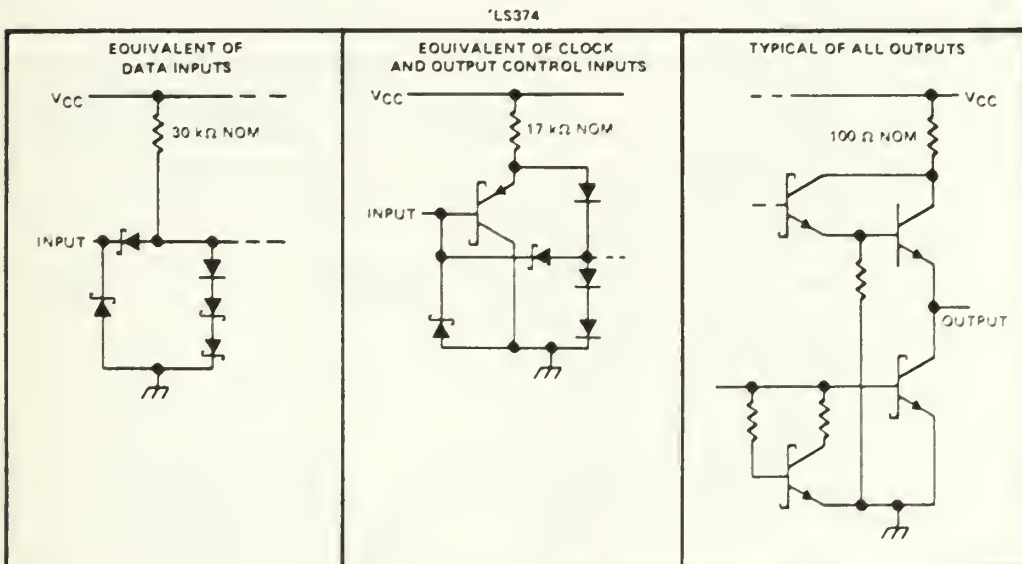 'LS374
EQUIVALENT OF
DATA INPUTS
VCC
30 kΩ NOM
INPUT
EQUIVALENT OF CLOCK
AND OUTPUT CONTROL INPUTS
VCC
17 kΩ NOM
INPUT
TYPICAL OF ALL OUTPUTS
VCC
100 Ω NOM
OUTPUT